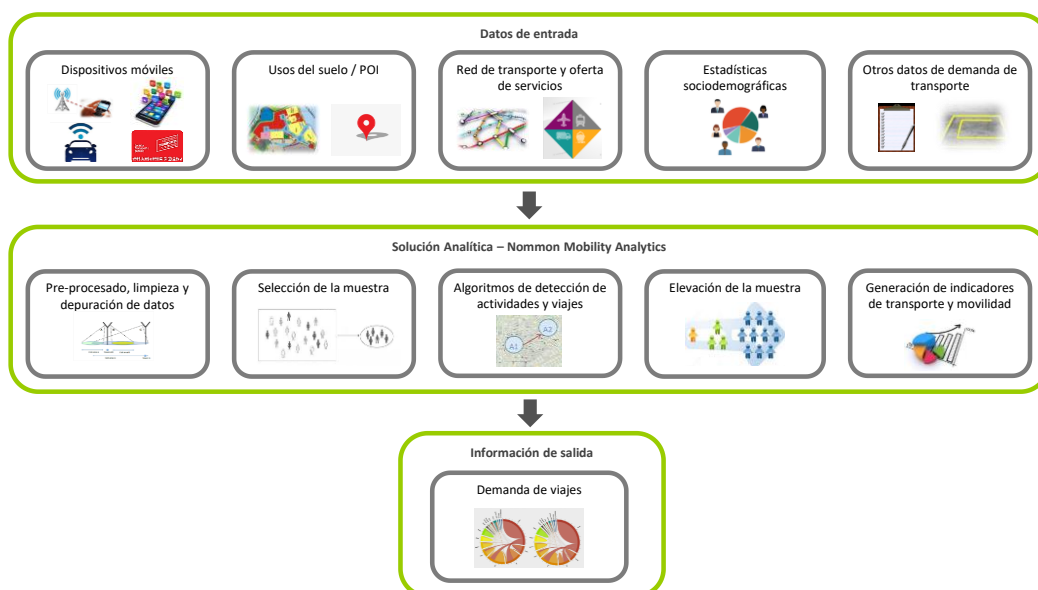 Datos de entrada
Dispositivos móviles
Usos del suelo / POI
Red de transporte y oferta
de servicios
Estadísticas
sociodemográficas
Otros datos de demanda de
transporte
Solución Analítica – Nommon Mobility Analytics
Pre-procesado, limpieza y
depuración de datos
Selección de la muestra
Algoritmos de detección de
actividades y viajes
A1
A2
Elevación de la muestra
Generación de indicadores
de transporte y movilidad
Información de salida
Demanda de viajes